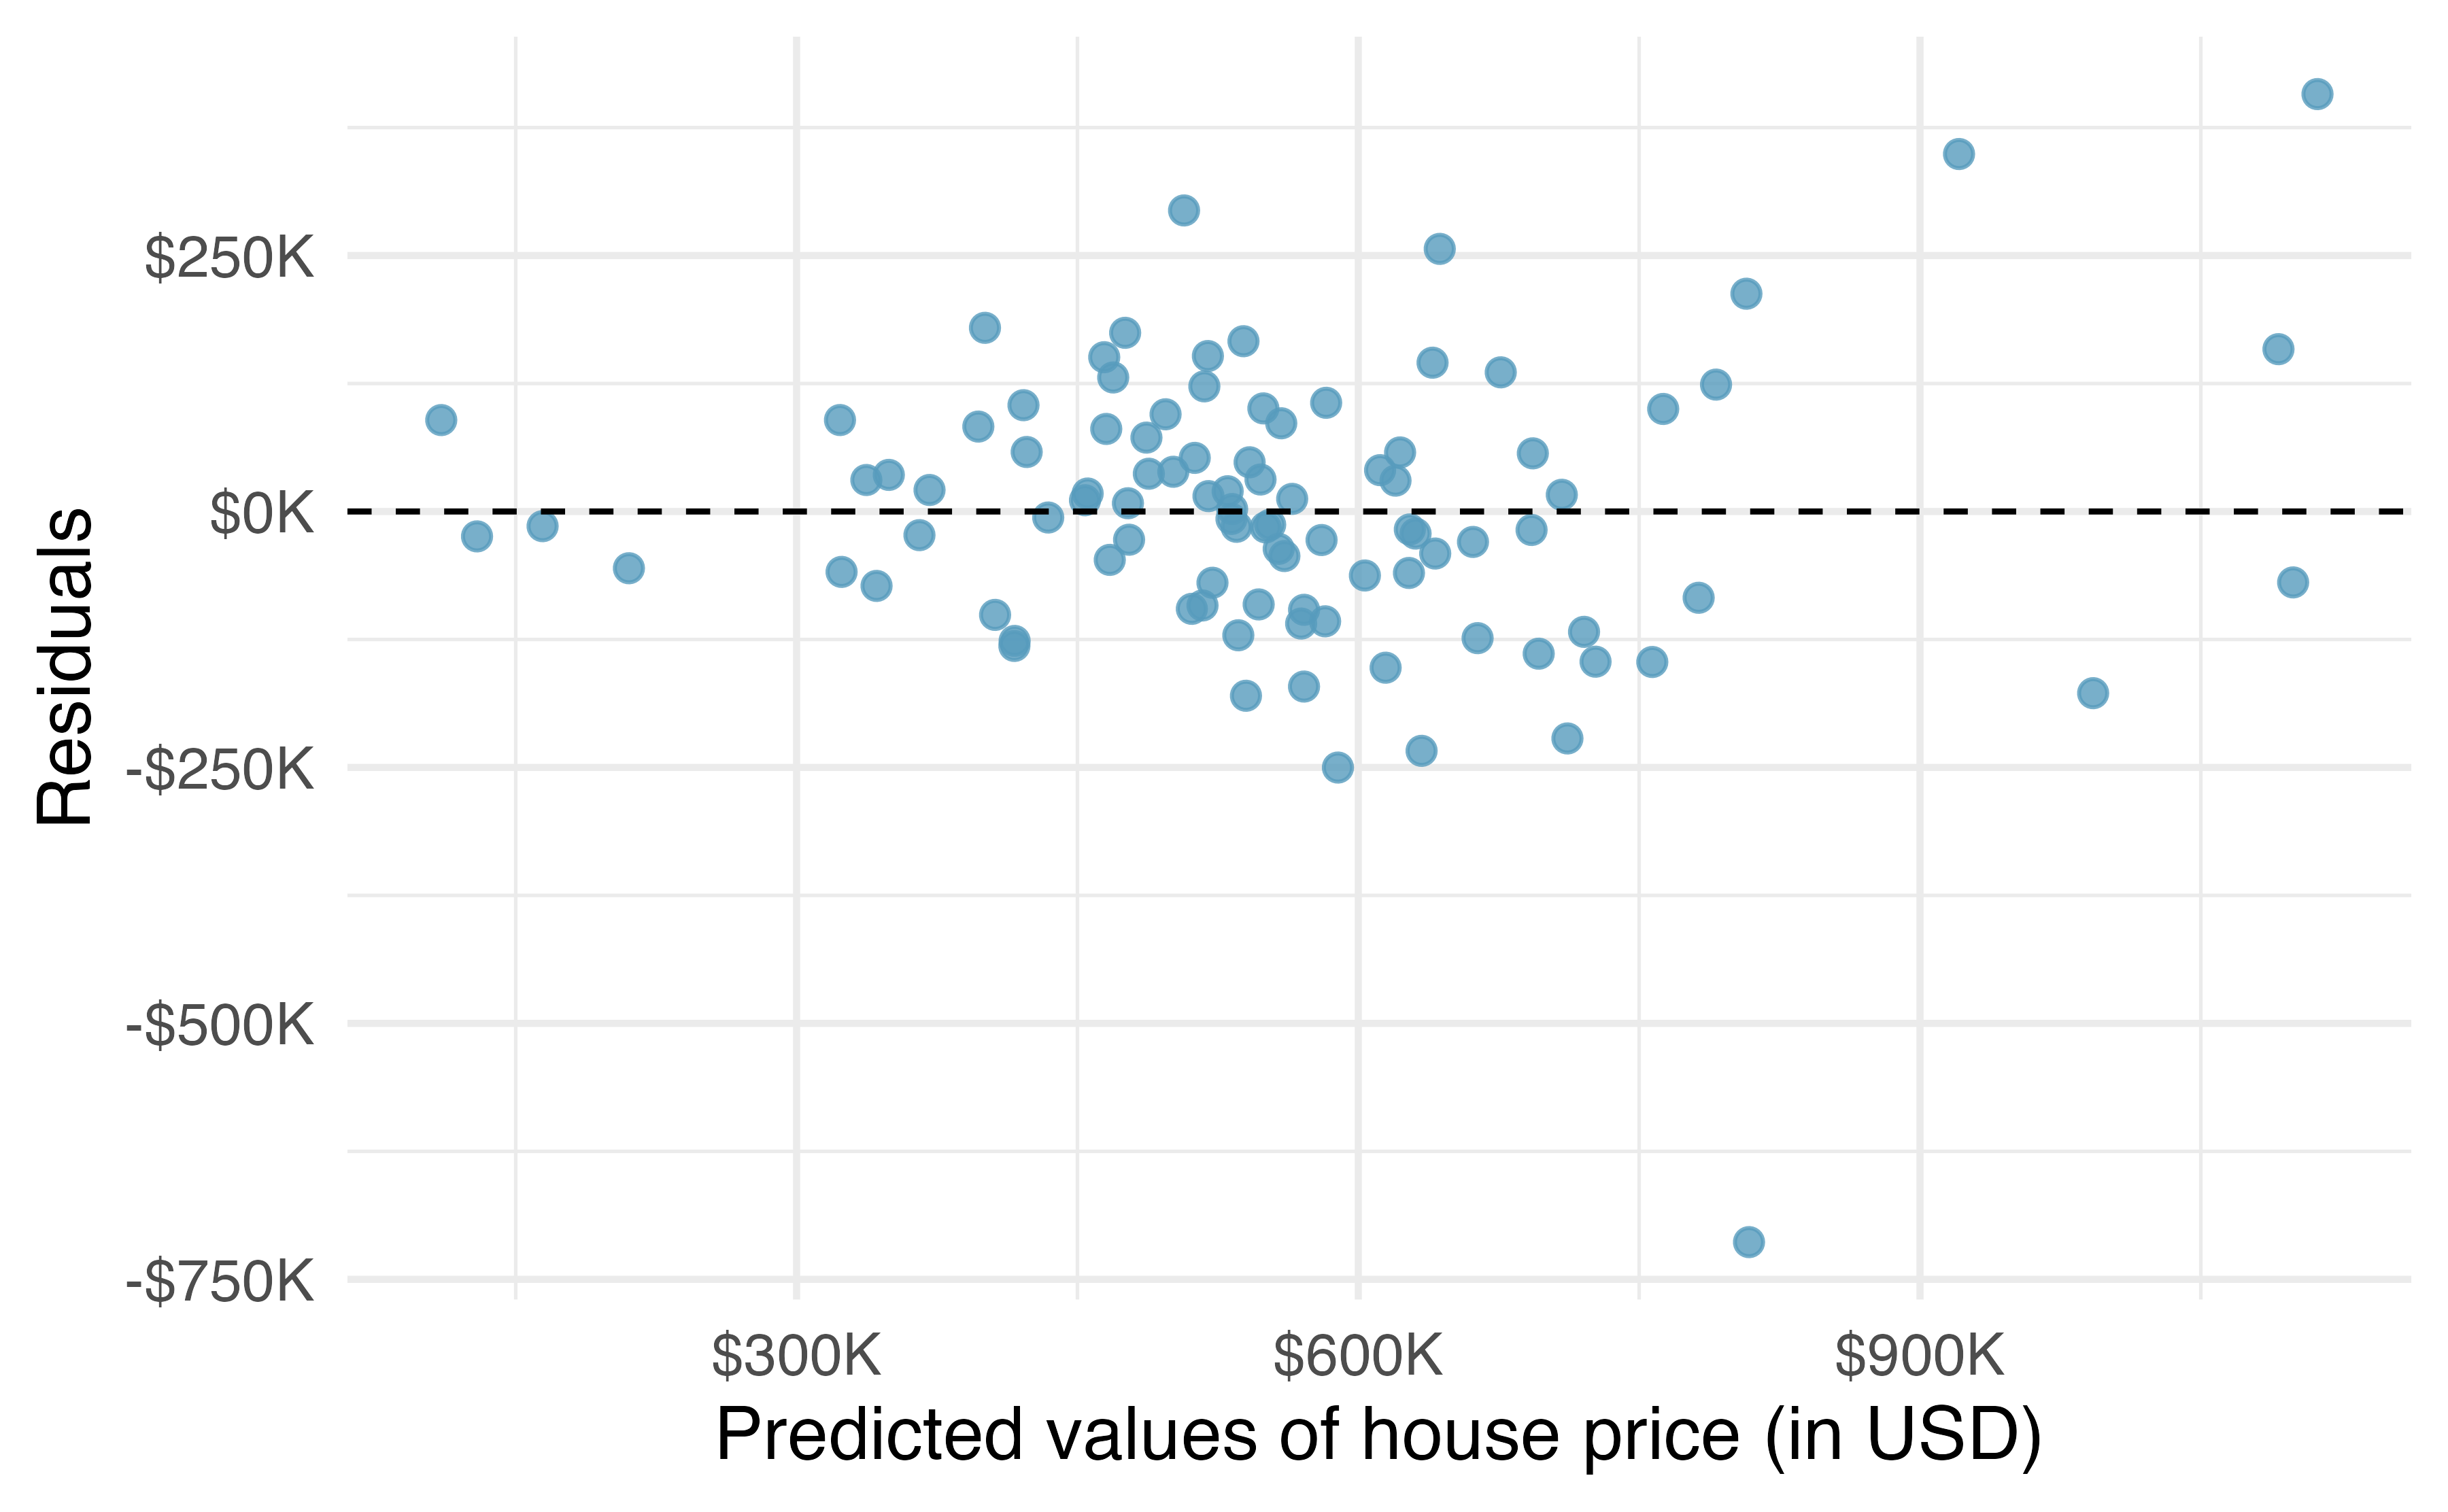 Residuals
$250K
$0K
-$250K
-$500K
-$750K
$300K
$600K
$900K
Predicted values of house price (in USD)